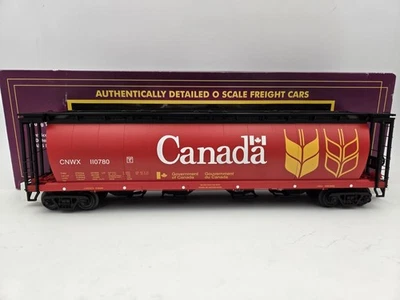 AUTHENTICALLY DETAILED O SCALE FREIGHT CARS
Canada
CNWX 110780
Government of Canada
Gouvernement du Canada